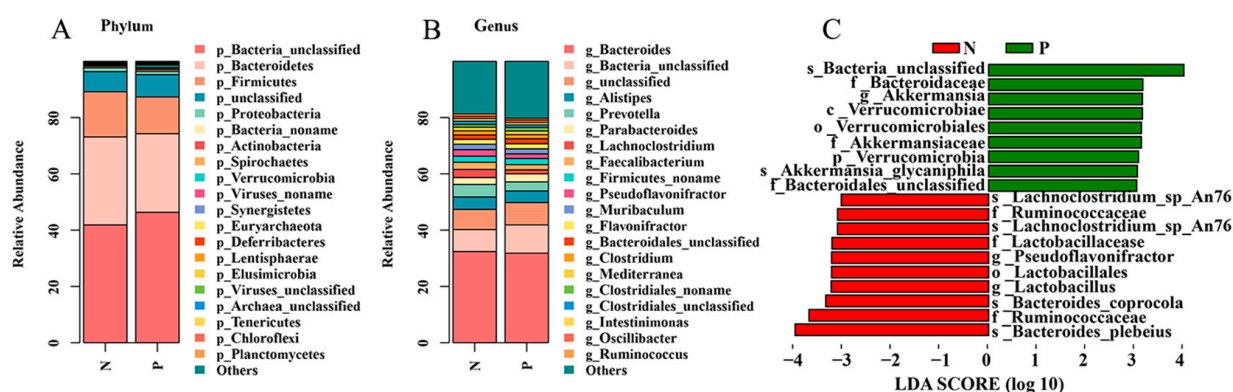 A Phylum
Relative Abundance
80
60
40
20
0
N
P
p_Bacteria_unclassified
p_Bacteroidetes
p_Firmicutes
p_unclassified
p_Proteobacteria
p_Bacteria_noname
p_Actinobacteria
p_Spirochaetes
p_Verrucomicrobia
p_Viruses_noname
p_Synergistetes
p_Euryarchaeota
p_Deferribacteres
p_Lentisphaerae
p_Elusimicrobia
p_Viruses_unclassified
p_Archaea_unclassified
p_Tenericutes
p_Chloroflexi
p_Planctomycetes
Others
B Genus
Relative Abundance
80
60
40
20
0
N
P
g_Bacteroides
g_Bacteria_unclassified
g_unclassified
g_Alistipes
g_Prevotella
g_Parabacteroides
g_Lachnoclostridium
g_Faecalibacterium
g_Firmicutes_noname
g_Pseudoflavonifractor
g_Muribaculum
g_Flavonifractor
g_Bacteroidales_unclassified
g_Clostridium
g_Mediterranea
g_Clostridiales_noname
g_Clostridiales_unclassified
g_Intestinimonas
g_Oscillibacter
g_Ruminococcus
Others
C
N P
s_Bacteria_unclassified
f_Bacteroidaceae
g_Akkermansia
c_Verrucomicrobiae
o_Verrucomicrobiales
f_Akkermansiaceae
p_Verrucomicrobia
s_Akkermansia_glycaniphila
f_Bacteroidales_unclassified
s_Lachnoclostridium_sp_An76
f_Ruminococcaceae
s_Lachnoclostridium_sp_An76
f_Lactobacillacease
g_Pseudoflavonifractor
o_Lactobacillales
g_Lactobacillus
s_Bacteroides_coprocola
f_Ruminococcaceae
s_Bacteroides_plebeius
−4 −3 −2 −1 0 1 2 3 4
LDA SCORE (log 10)